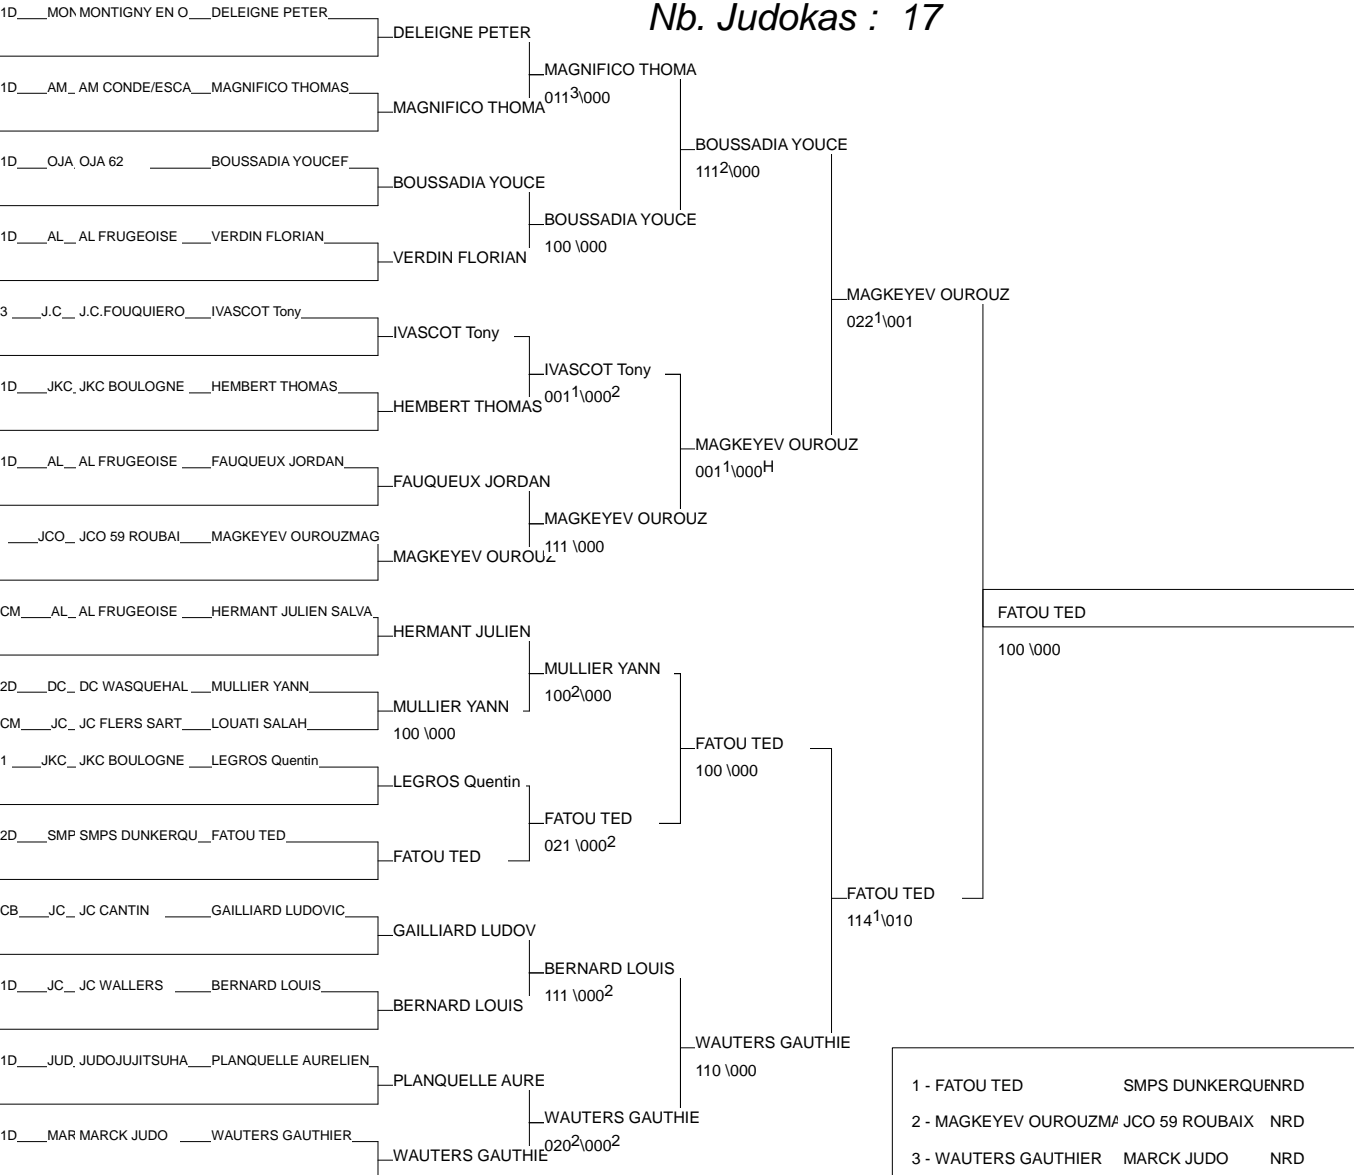 Nb. Judokas : 17
1D MON MONTIGNY EN O DELEIGNE PETER
DELEIGNE PETER
MAGNIFICO THOMA
011³\000
1D AM AM CONDE/ESCA MAGNIFICO THOMAS
MAGNIFICO THOMA
BOUSSADIA YOUCE
111²\000
1D OJA OJA 62 BOUSSADIA YOUCEF
BOUSSADIA YOUCE
BOUSSADIA YOUCE
100 \000
1D AL AL FRUGEOISE VERDIN FLORIAN
VERDIN FLORIAN
MAGKEYEV OUROUZ
022¹\001
3 J.C J.C.FOUQUIERO IVASCOT Tony
IVASCOT Tony
IVASCOT Tony
001¹\000²
1D JKC JKC BOULOGNE HEMBERT THOMAS
HEMBERT THOMAS
MAGKEYEV OUROUZ
001¹\000ᴴ
1D AL AL FRUGEOISE FAUQUEUX JORDAN
FAUQUEUX JORDAN
MAGKEYEV OUROUZ
111 \000
JCO JCO 59 ROUBAI MAGKEYEV OUROUZMAG
MAGKEYEV OUROUZ
FATOU TED
100 \000
CM AL AL FRUGEOISE HERMANT JULIEN SALVA
HERMANT JULIEN
MULLIER YANN
100²\000
2D DC DC WASQUEHAL MULLIER YANN
MULLIER YANN
100 \000
CM JC JC FLERS SART LOUATI SALAH
FATOU TED
100 \000
1 JKC JKC BOULOGNE LEGROS Quentin
LEGROS Quentin
FATOU TED
021 \000²
2D SMP SMPS DUNKERQU FATOU TED
FATOU TED
FATOU TED
114¹\010
CB JC JC CANTIN GAILLIARD LUDOVIC
GAILLIARD LUDOV
BERNARD LOUIS
111 \000²
1D JC JC WALLERS BERNARD LOUIS
BERNARD LOUIS
WAUTERS GAUTHIE
110 \000
1D JUD JUDOJUJITSUHA PLANQUELLE AURELIEN
PLANQUELLE AURE
WAUTERS GAUTHIE
020²\000²
1D MAR MARCK JUDO WAUTERS GAUTHIER
WAUTERS GAUTHIE
1 - FATOU TED SMPS DUNKERQUE NRD
2 - MAGKEYEV OUROUZMA JCO 59 ROUBAIX NRD
3 - WAUTERS GAUTHIER MARCK JUDO NRD